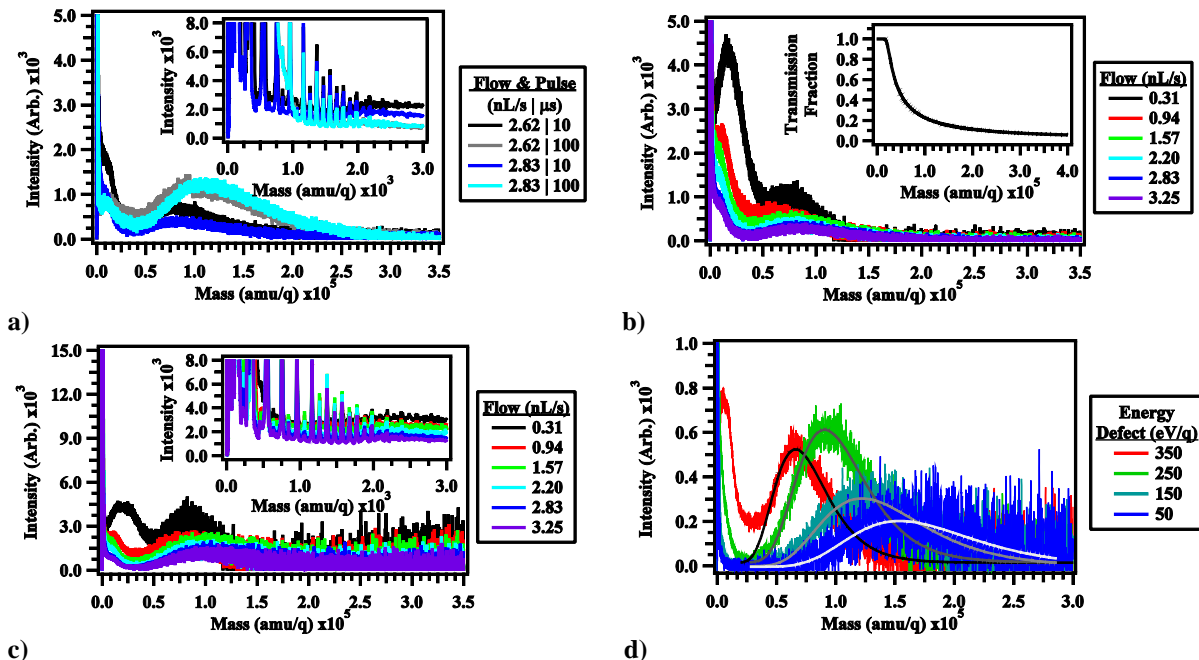 5.0
4.0
3.0
2.0
1.0
0.0
Intensity (Arb.) x10³
0.0 0.5 1.0 1.5 2.0 2.5 3.0 3.5
Mass (amu/q) x10⁵
8.0
6.0
4.0
2.0
Intensity x10³
0.0 1.0 2.0 3.0
Mass (amu/q) x10³
Flow & Pulse
(nL/s | μs)
2.62 | 10
2.62 | 100
2.83 | 10
2.83 | 100
a)
5.0
4.0
3.0
2.0
1.0
0.0
Intensity (Arb.) x10³
0.0 0.5 1.0 1.5 2.0 2.5 3.0 3.5
Mass (amu/q) x10⁵
Transmission
Fraction
1.0
0.8
0.6
0.4
0.2
0.0
0.0 1.0 2.0 3.0 4.0
Mass (amu/q) x10⁵
Flow (nL/s)
0.31
0.94
1.57
2.20
2.83
3.25
b)
15.0
12.0
9.0
6.0
3.0
0.0
Intensity (Arb.) x10³
0.0 0.5 1.0 1.5 2.0 2.5 3.0 3.5
Mass (amu/q) x10⁵
8.0
6.0
4.0
2.0
0.0
Intensity x10³
0.0 1.0 2.0 3.0
Mass (amu/q) x10³
Flow (nL/s)
0.31
0.94
1.57
2.20
2.83
3.25
c)
1.0
0.8
0.6
0.4
0.2
0.0
Intensity (Arb.) x10³
0.0 0.5 1.0 1.5 2.0 2.5 3.0
Mass (amu/q) x10⁵
Energy
Defect (eV/q)
350
250
150
50
d)